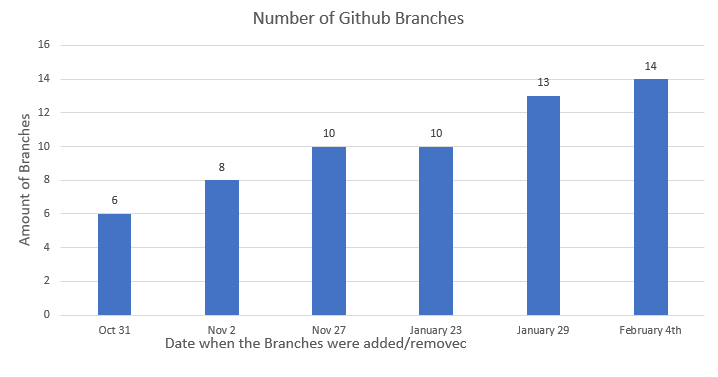 Number of Github Branches
Amount of Branches
16
14
12
10
8
6
4
2
0
6
8
10
10
13
14
Oct 31
Nov 2
Nov 27
January 23
January 29
February 4th
Date when the Branches were added/removec